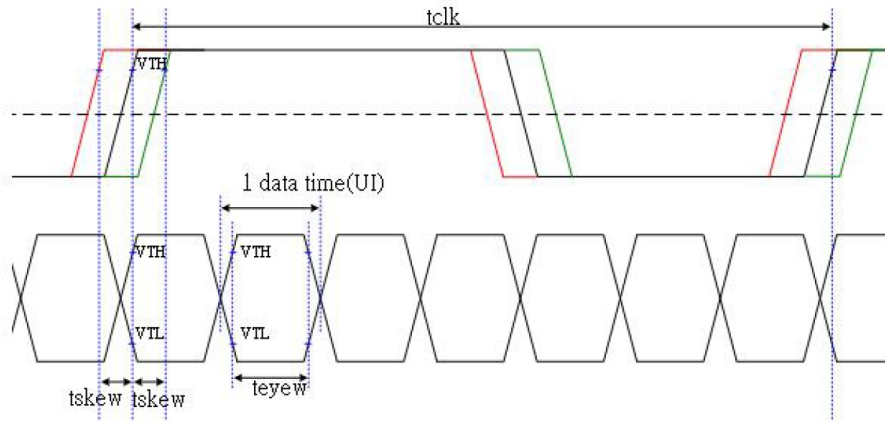 tclk
VTH
1 data time(UI)
VTH VTH
VTL VTL
tskew tskew teyew